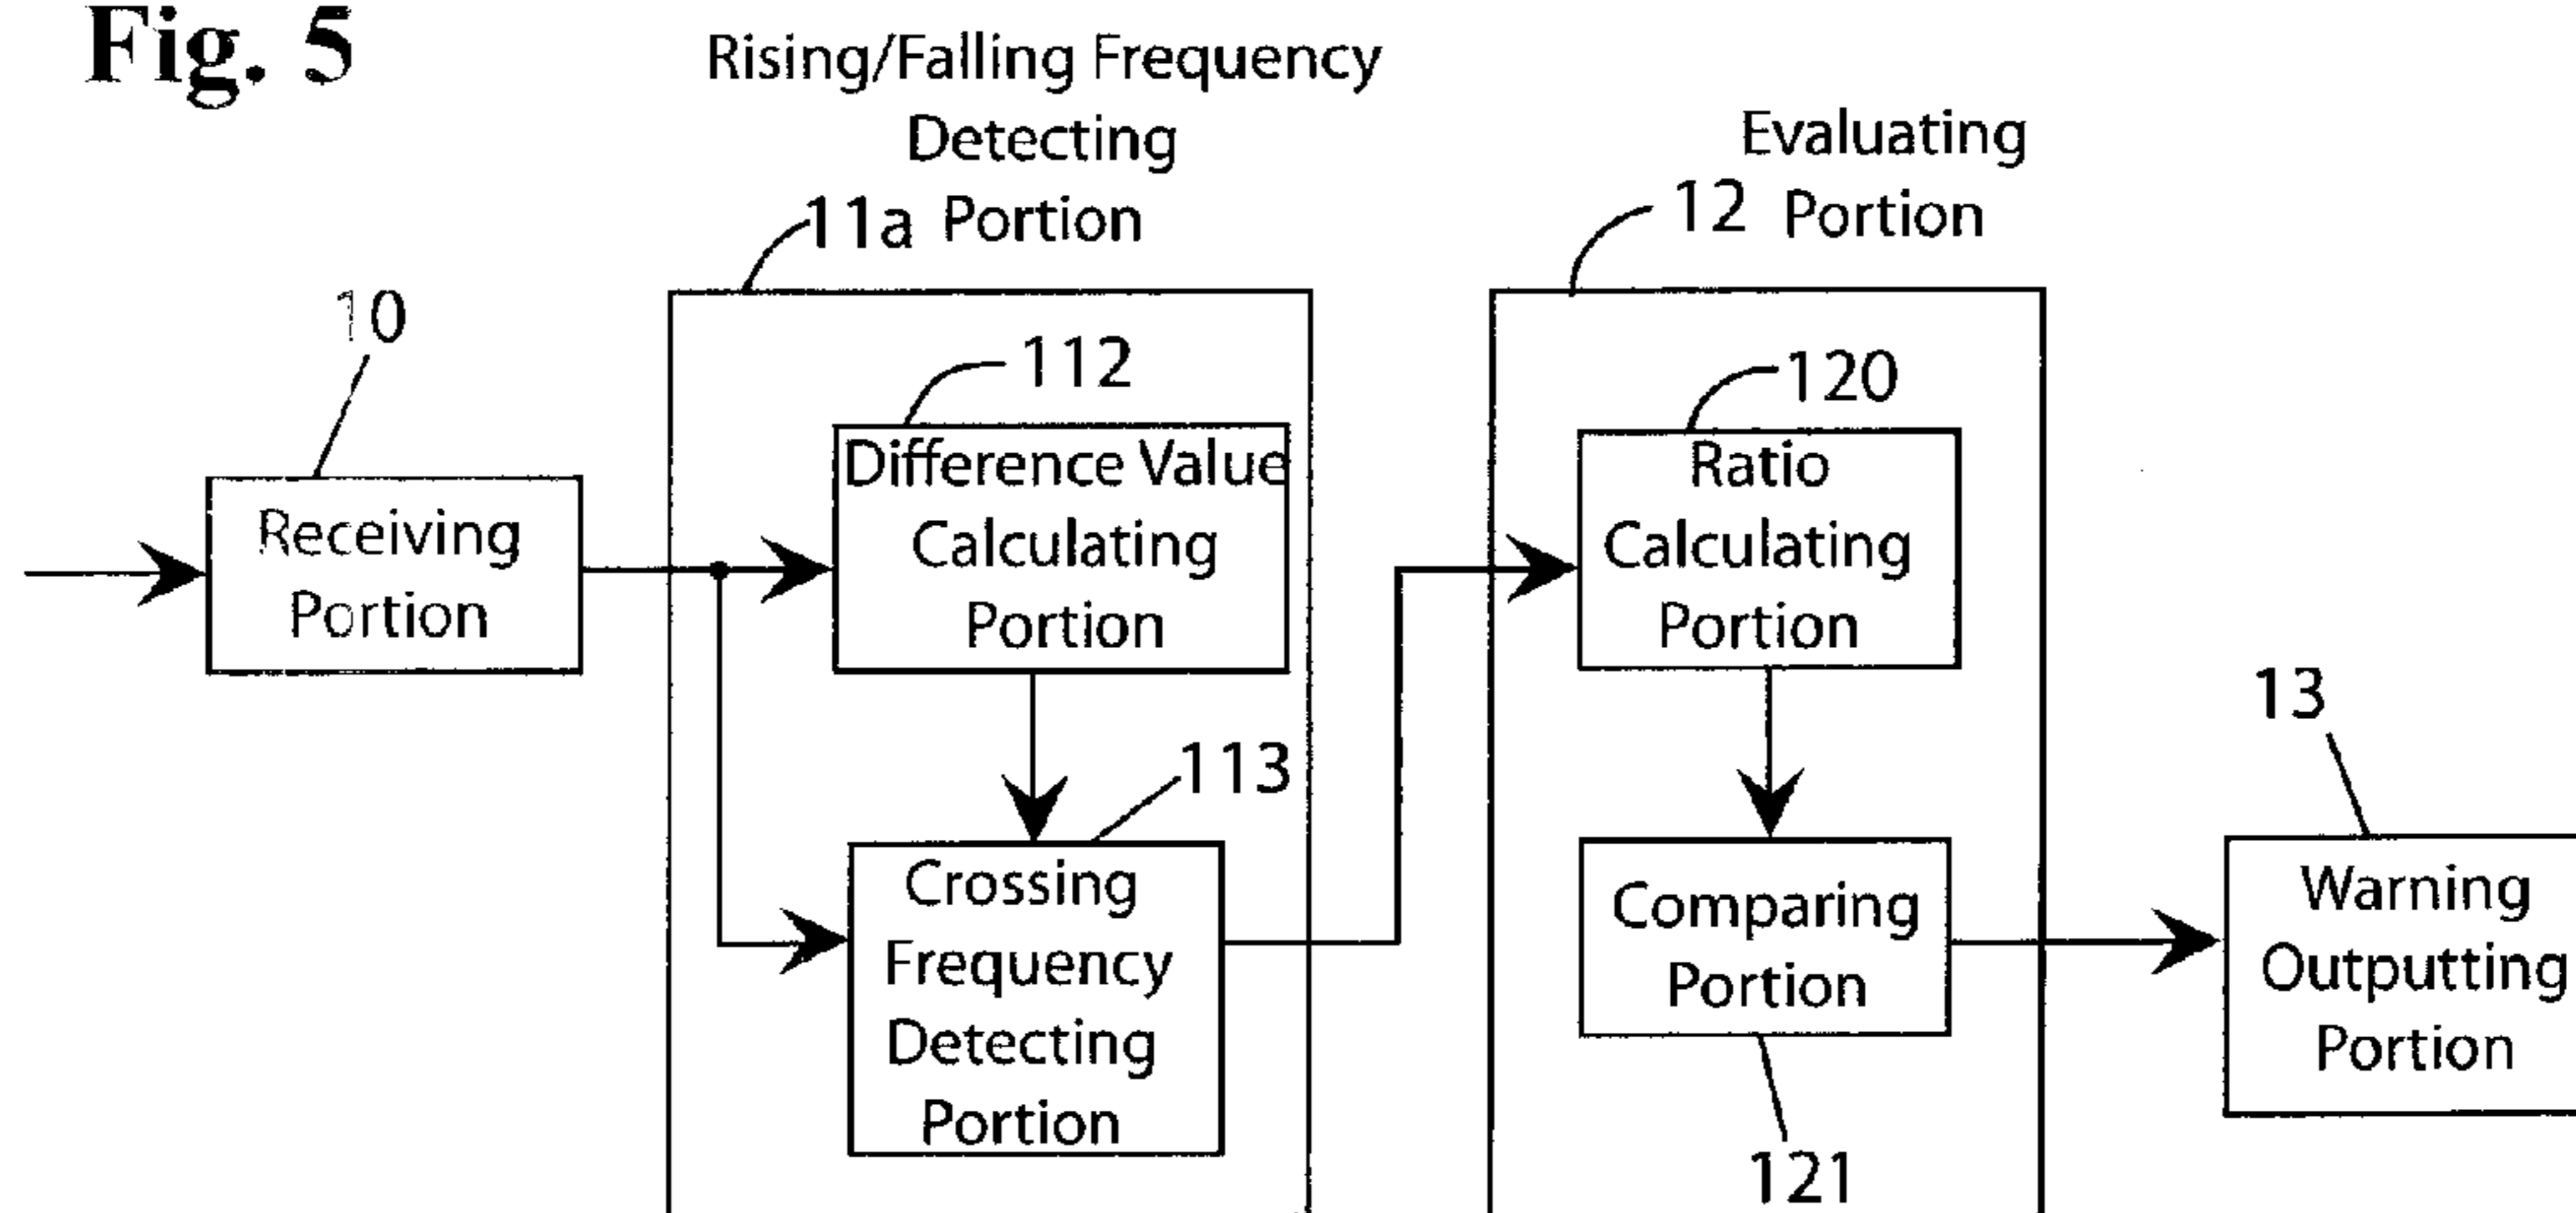 Fig. 5
Rising/Falling Frequency
Detecting
11a Portion
Evaluating
12 Portion
10
Receiving
Portion
112
Difference Value
Calculating
Portion
113
Crossing
Frequency
Detecting
Portion
120
Ratio
Calculating
Portion
Comparing
Portion
121
13
Warning
Outputting
Portion